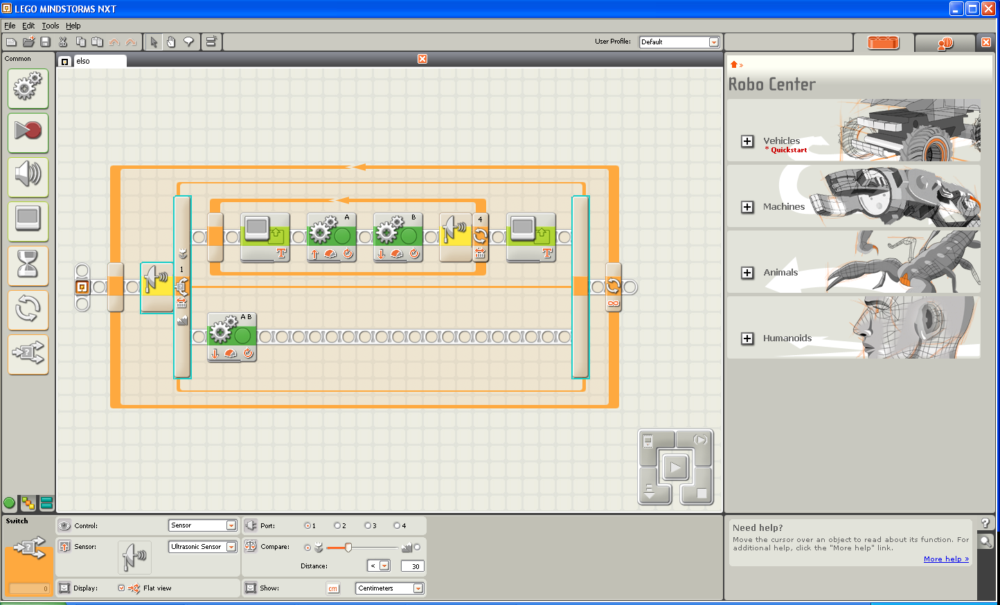 LEGO MINDSTORMS NXT
File Edit Tools Help
User Profile: Default
Common
elso
Robo Center
Vehicles
* Quickstart
Machines
Animals
Humanoids
A
B
4
T
T
1
A B
Switch
0
Control: Sensor
Sensor: Ultrasonic Sensor
Display: Flat view
Port: 1 2 3 4
Compare:
Distance: < 30
Show: cm Centimeters
Need help?
Move the cursor over an object to read about its function. For
additional help, click the "More help" link.
More help »